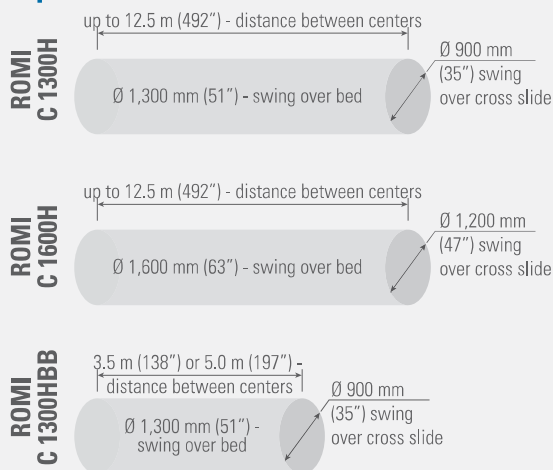 ROMI
C 1300H
up to 12.5 m (492”) - distance between centers
Ø 1,300 mm (51”) - swing over bed
Ø 900 mm
(35”) swing
over cross slide
ROMI
C 1600H
up to 12.5 m (492”) - distance between centers
Ø 1,600 mm (63”) - swing over bed
Ø 1,200 mm
(47”) swing
over cross slide
ROMI
C 1300HBB
3.5 m (138”) or 5.0 m (197”) -
distance between centers
Ø 1,300 mm (51”) -
swing over bed
Ø 900 mm
(35”) swing
over cross slide